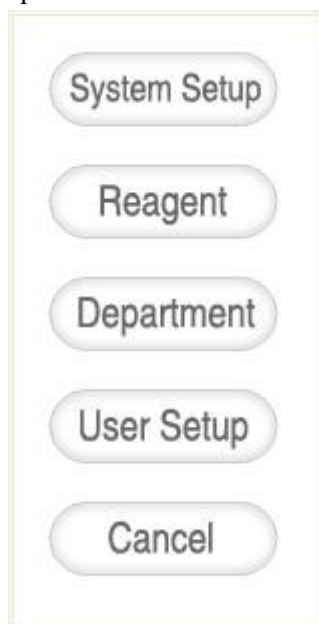 System Setup
Reagent
Department
User Setup
Cancel